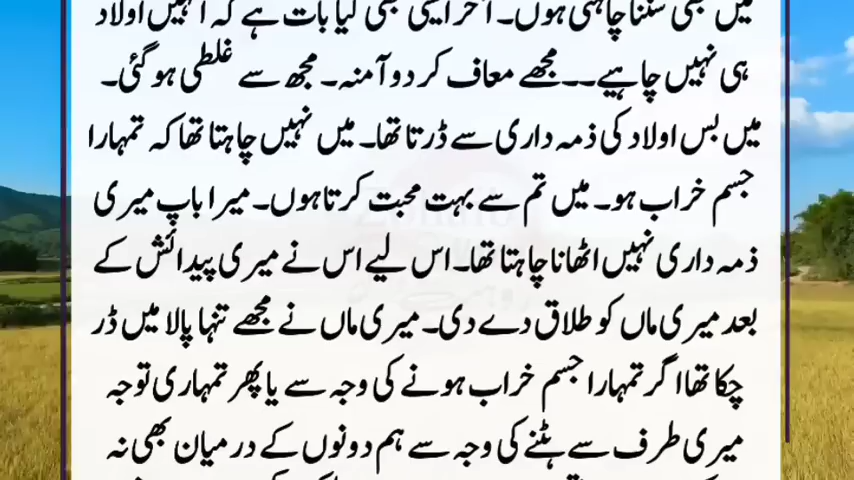 میں بھی سننا چاہتی ہوں۔ آخر ایسی بھی کیا بات ہے کہ انہیں اولاد
ہی نہیں چاہیے۔۔۔مجھے معاف کر دو آمنہ۔ مجھ سے غلطی ہو گئی۔
میں بس اولاد کی ذمہ داری سے ڈرتا تھا۔ میں نہیں چاہتا تھا کہ تمہارا
جسم خراب ہو۔ میں تم سے بہت محبت کرتا ہوں۔ میرا باپ میری
ذمہ داری نہیں اٹھانا چاہتا تھا۔ اس لیے اس نے میری پیدائش کے
بعد میری ماں کو طلاق دے دی۔ میری ماں نے مجھے تنہا پالا میں ڈر
چکا تھا اگر تمہارا جسم خراب ہونے کی وجہ سے یا پھر تمہاری توجہ
میری طرف سے ہٹنے کی وجہ سے ہم دونوں کے درمیان بھی نہ